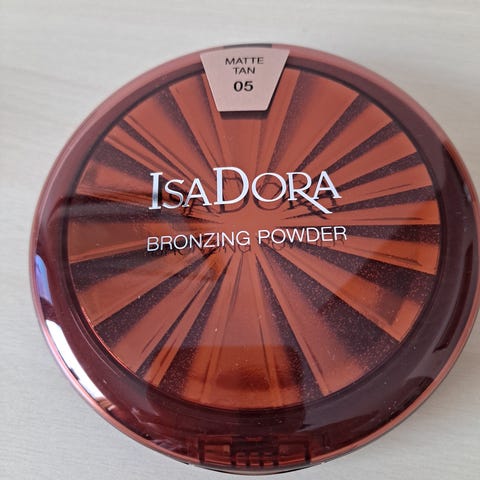 MATTE
TAN
05
ISADORA
BRONZING POWDER